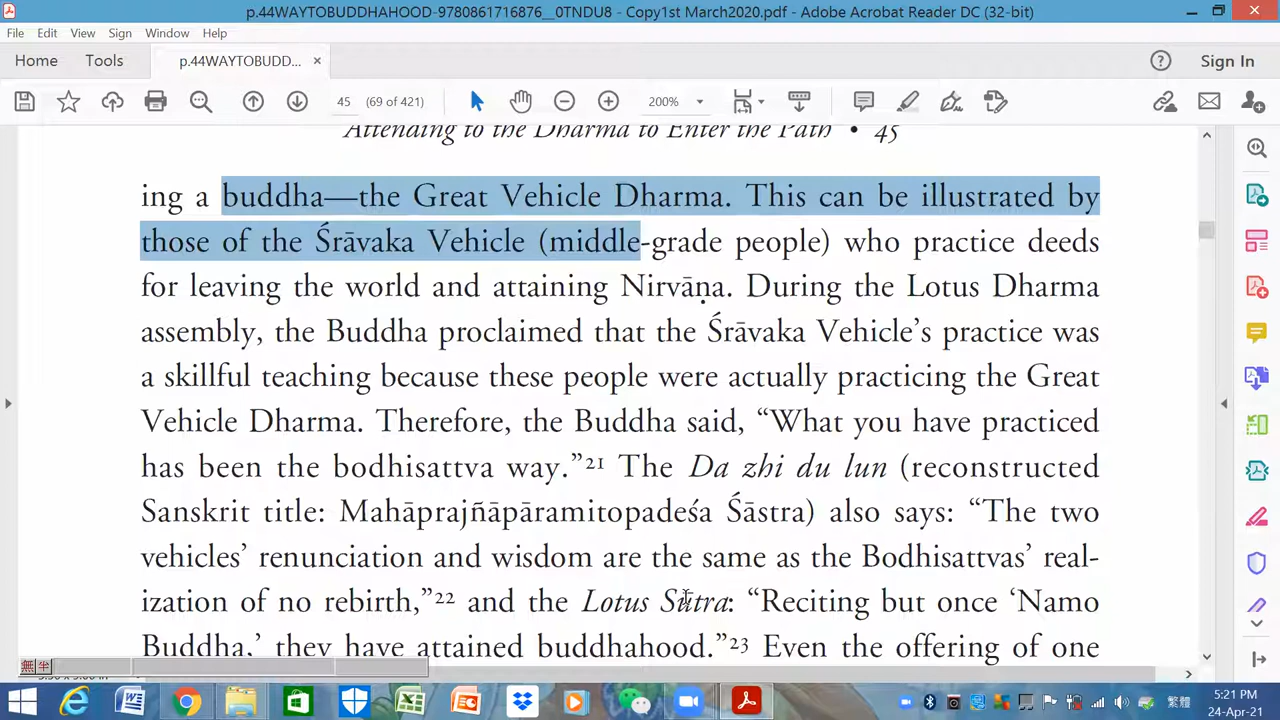 p.44WAYTOBUDDHAHOOD-9780861716876__0TNDU8 - Copy1st March2020.pdf - Adobe Acrobat Reader DC (32-bit)
File Edit View Sign Window Help
Home Tools p.44WAYTOBUDD... × Sign In
45 (69 of 421) 200%
Attending to the Dharma to Enter the Path • 45
ing a buddha—the Great Vehicle Dharma. This can be illustrated by
those of the Śrāvaka Vehicle (middle-grade people) who practice deeds
for leaving the world and attaining Nirvāṇa. During the Lotus Dharma
assembly, the Buddha proclaimed that the Śrāvaka Vehicle’s practice was
a skillful teaching because these people were actually practicing the Great
Vehicle Dharma. Therefore, the Buddha said, “What you have practiced
has been the bodhisattva way.”21 The Da zhi du lun (reconstructed
Sanskrit title: Mahāprajñāpāramitopadeśa Śāstra) also says: “The two
vehicles’ renunciation and wisdom are the same as the Bodhisattvas’ real-
ization of no rebirth,”22 and the Lotus Sūtra: “Reciting but once ‘Namo
Buddha,’ they have attained buddhahood.”23 Even the offering of one
無 半
繁體
5:21 PM
24-Apr-21